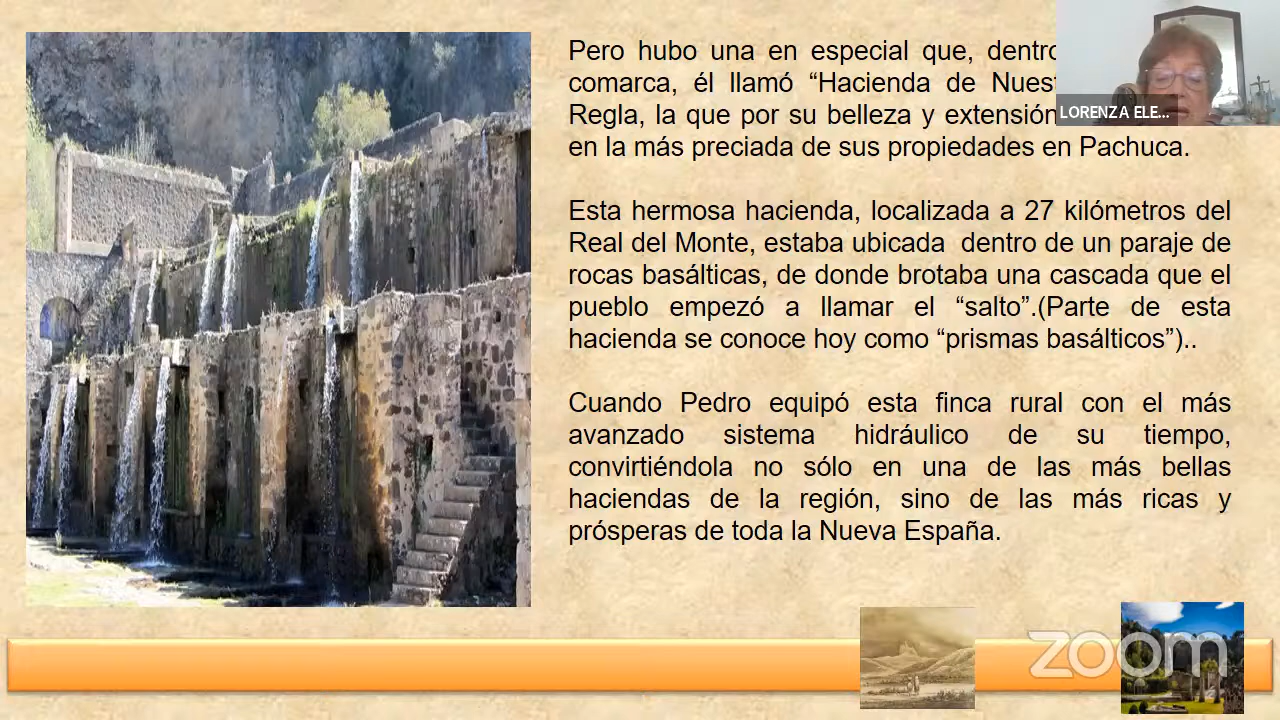 Pero hubo una en especial que, dentro
comarca, él llamó “Hacienda de Nuest
Regla, la que por su belleza y extensión
en la más preciada de sus propiedades en Pachuca.
Esta hermosa hacienda, localizada a 27 kilómetros del
Real del Monte, estaba ubicada dentro de un paraje de
rocas basálticas, de donde brotaba una cascada que el
pueblo empezó a llamar el “salto”.(Parte de esta
hacienda se conoce hoy como “prismas basálticos”)..
Cuando Pedro equipó esta finca rural con el más
avanzado sistema hidráulico de su tiempo,
convirtiéndola no sólo en una de las más bellas
haciendas de la región, sino de las más ricas y
prósperas de toda la Nueva España.
LORENZA ELE...
zoom